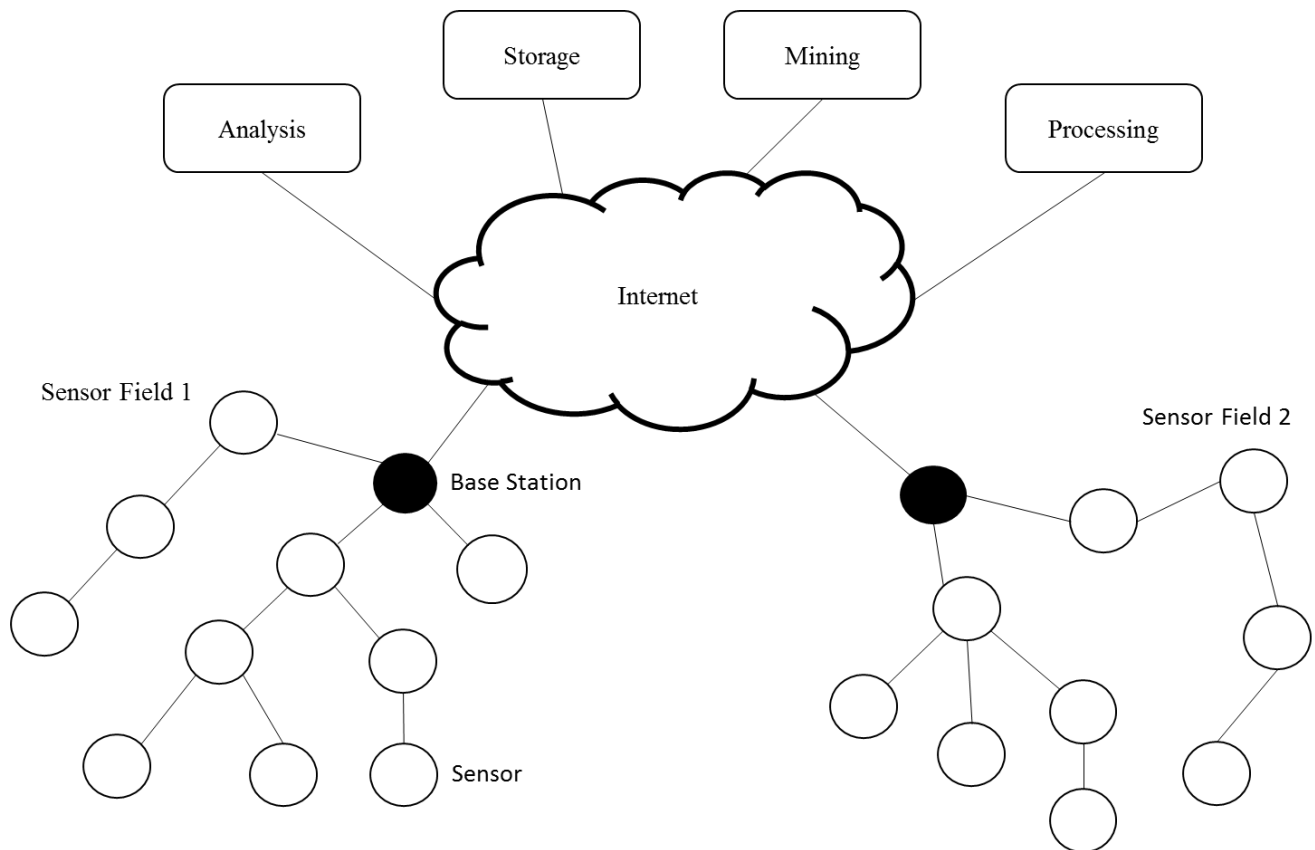 Storage
Mining
Analysis
Processing
Internet
Sensor Field 1
Sensor Field 2
Base Station
Sensor